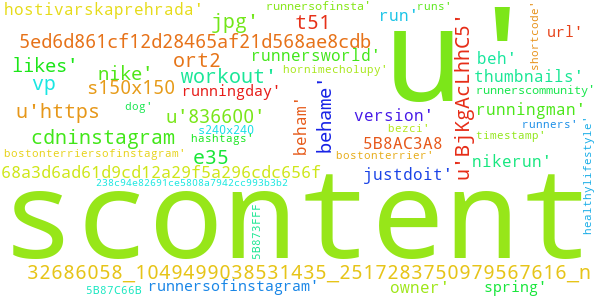 hostivarskaprehrada'
runnersofinsta'
runs'
jpg'
t51
run'
u'
shortcode'
url'
5ed6d861cf12d28465af21d568ae8cdb
runnersworld'
beh'
likes'
nike'
ort2
hornimecholupy'
workout'
thumbnails'
vp
s150x150
runningday'
runnerscommunity'
u'https
dog'
u'836600'
behame'
version'
u'BjKgAcLhhC5'
runningman'
s240x240
beham'
bezci'
runners'
cdninstagram
hashtags'
5B8AC3A8
timestamp'
bostonterriersofinstagram'
e35
bostonterrier'
nikerun'
healthylifestyle'
68a3d6ad61d9cd12a29f5a296cdc656f
justdoit'
238c94e82691ce5808a7942cc993b3b2
scontent
5B873FFF
32686058_1049499038531435_2517283750979567616_n
5B87C66B
runnersofinstagram'
owner'
spring'